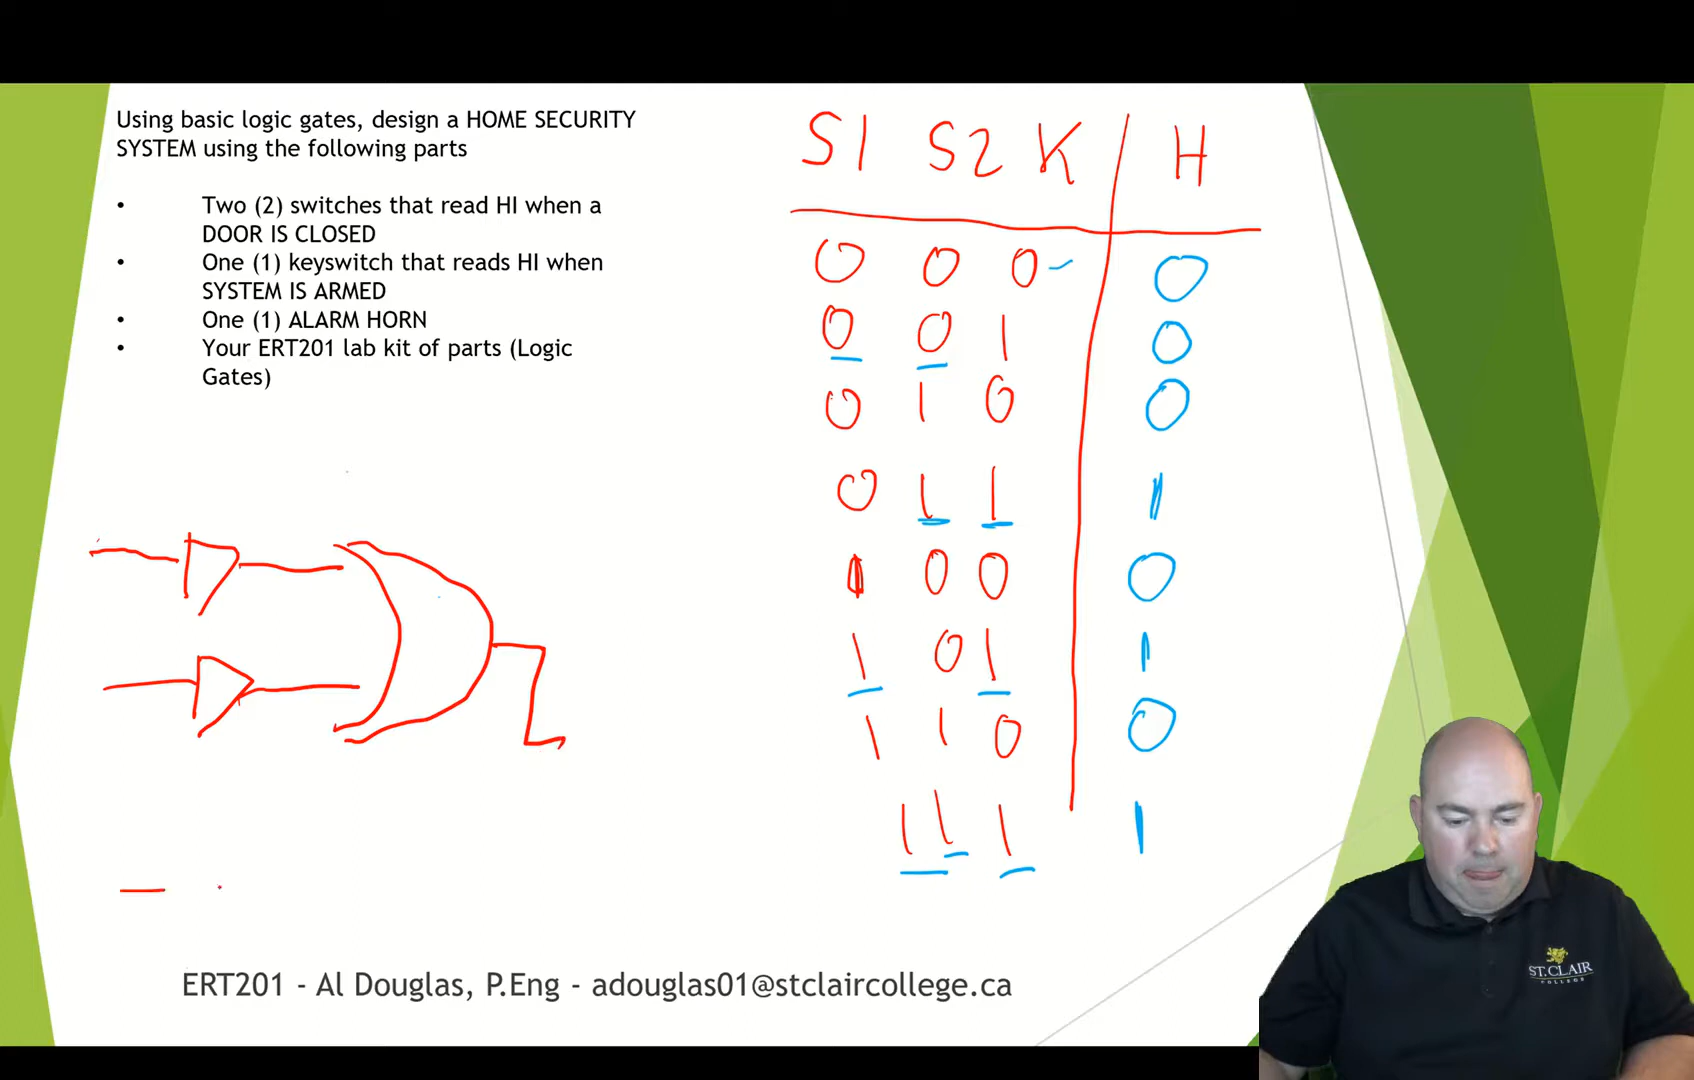 Using basic logic gates, design a HOME SECURITY
SYSTEM using the following parts
• Two (2) switches that read HI when a
DOOR IS CLOSED
• One (1) keyswitch that reads HI when
SYSTEM IS ARMED
• One (1) ALARM HORN
• Your ERT201 lab kit of parts (Logic
Gates)
S1 S2 K H
0 0 0 0
0 0 1 0
0 1 0 0
0 1 1 1
1 0 0 0
1 0 1 1
1 1 0 0
1 1 1 1
ERT201 - Al Douglas, P.Eng - adouglas01@stclaircollege.ca
ST. CLAIR
COLLEGE